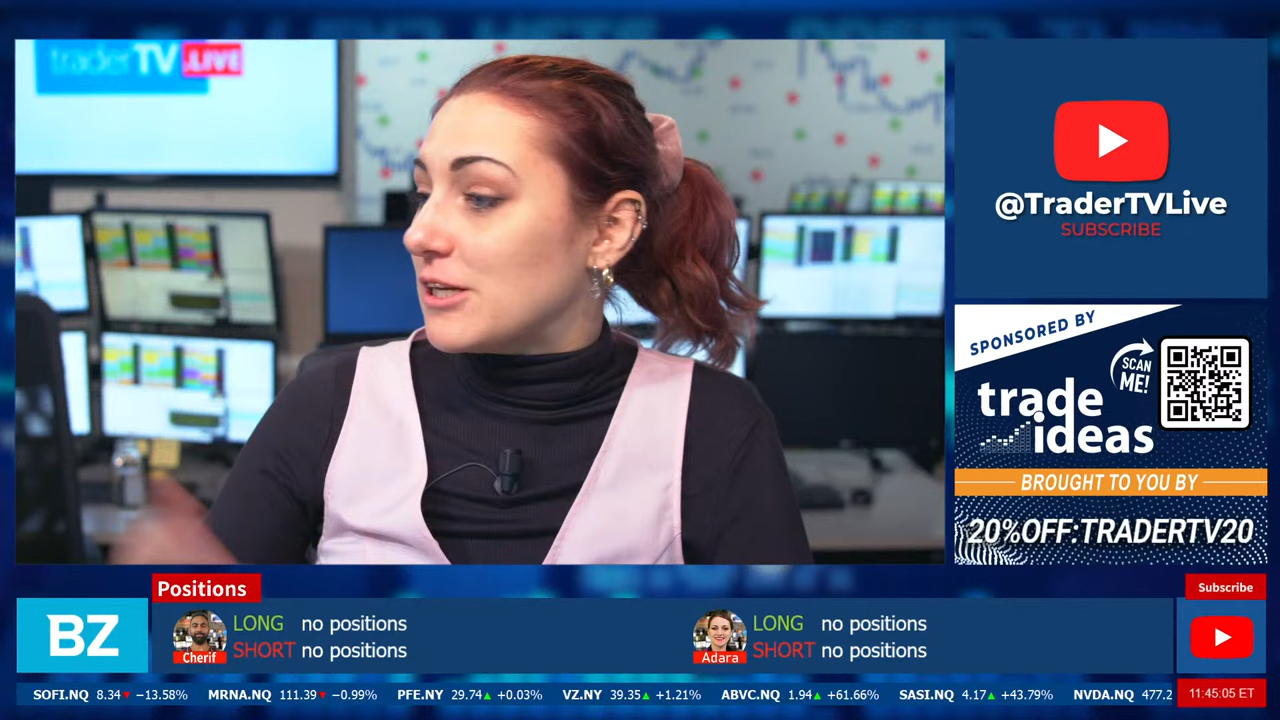 traderTV.LIVE
@TraderTVLive
SUBSCRIBE
SPONSORED BY
SCAN
ME!
trade
ideas
BROUGHT TO YOU BY
20%OFF:TRADERTV20
Positions
Subscribe
BZ
LONG no positions
SHORT no positions
Cherif
LONG no positions
SHORT no positions
Adara
SOFI.NQ 8.34▼ −13.58% MRNA.NQ 111.39▼ −0.99% PFE.NY 29.74▲ +0.03% VZ.NY 39.35▲ +1.21% ABVC.NQ 1.94▲ +61.66% SASI.NQ 4.17▲ +43.79% NVDA.NQ 477.2
11:45:05 ET